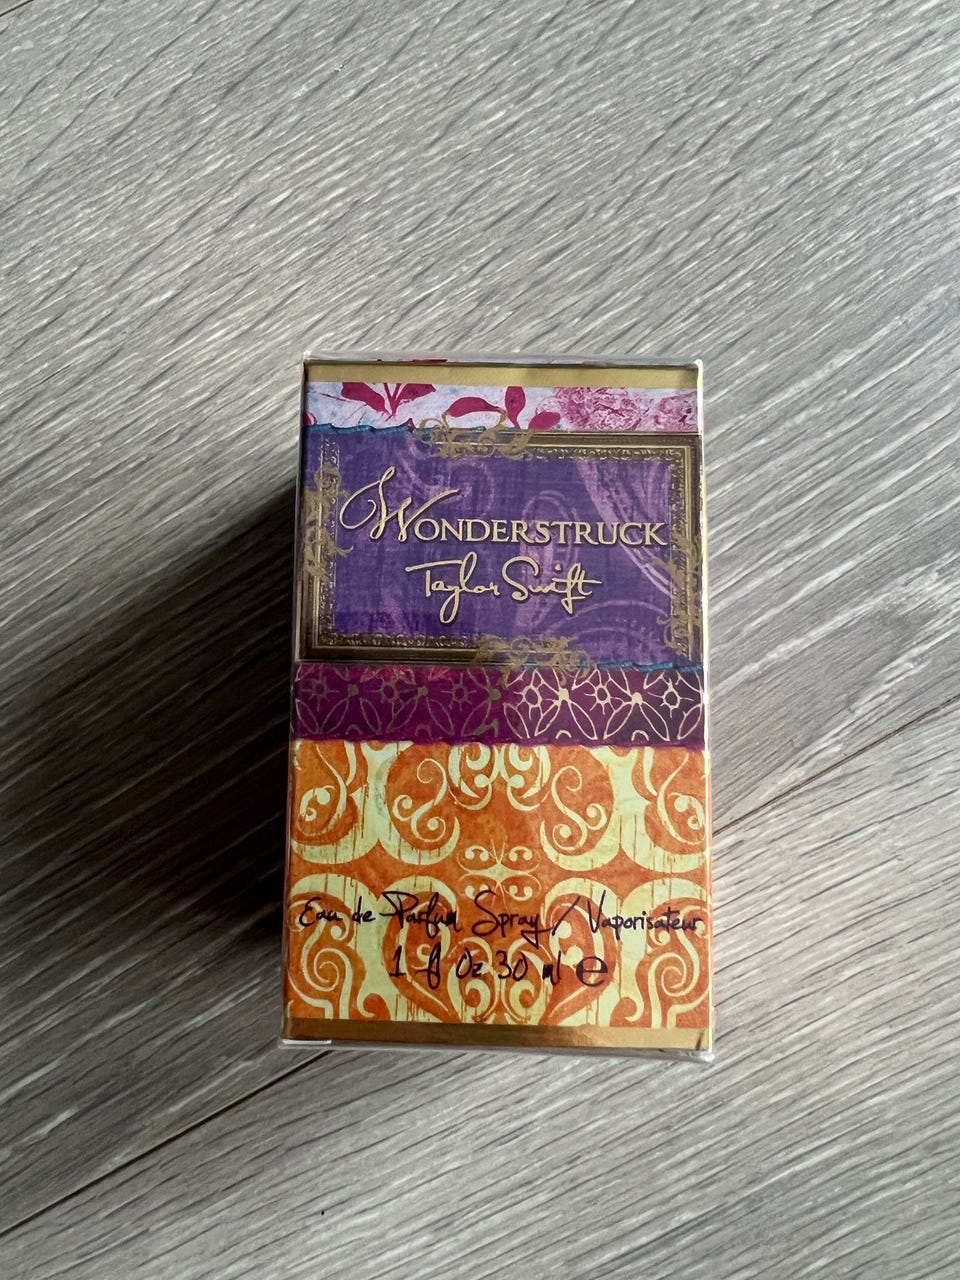 WONDERSTRUCK
Taylor Swift
Eau de Parfum Spray / Vaporisateur
1 fl Oz 30 ml e